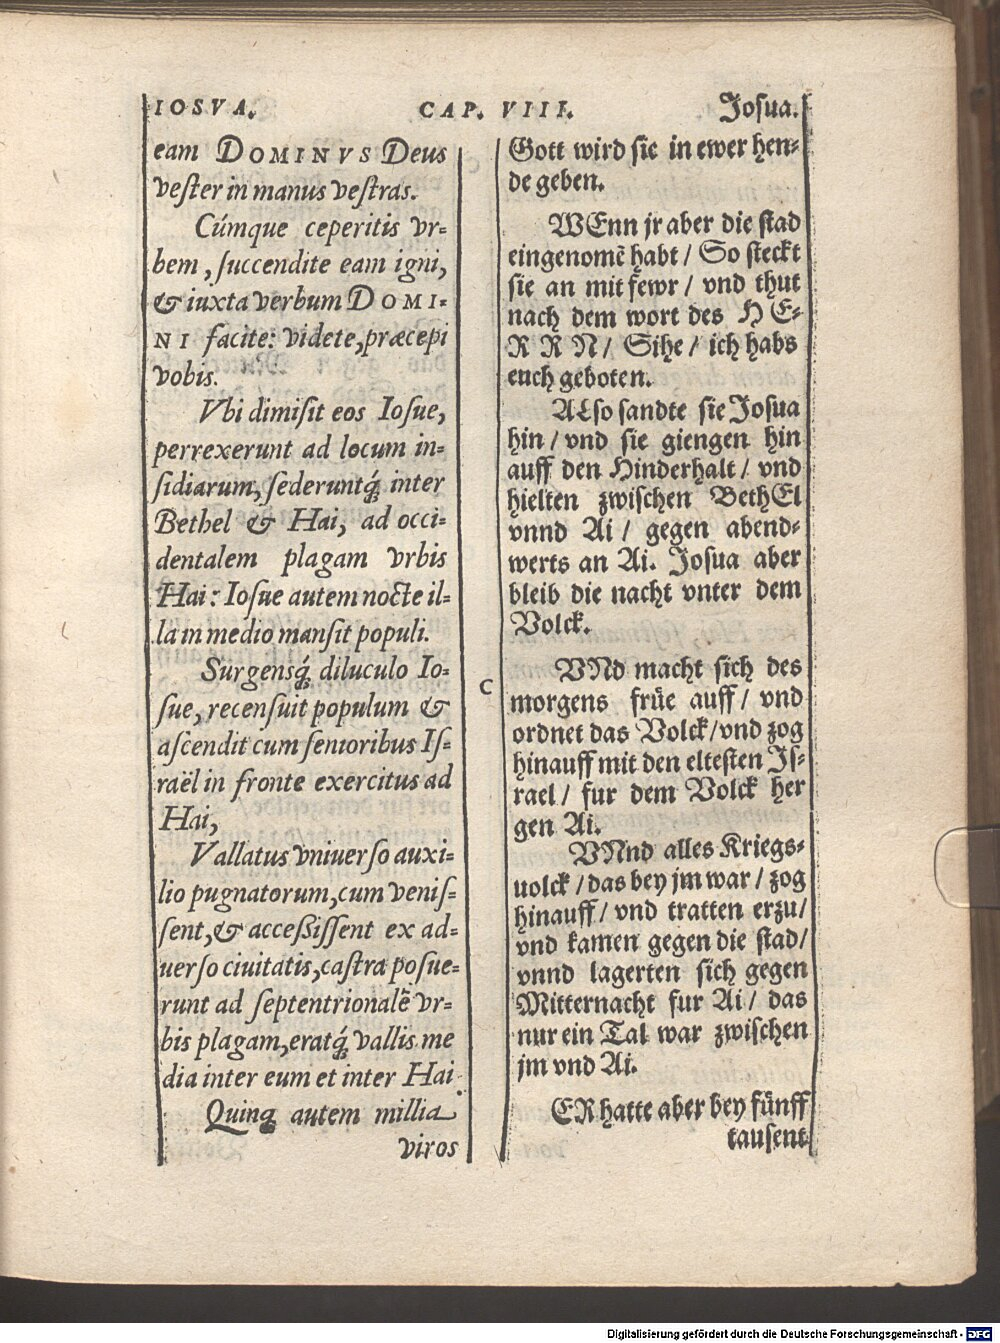 IOSVA. CAP. VIII. Josua.
eam DOMINVS Deus
vester in manus vestras.
Cúmque ceperitis vr-
bem, succendite eam igni,
& iuxta verbum DOMI-
NI facite: videte, præcepi
vobis.
Vbi dimisit eos Iosue,
perrexerunt ad locum in-
sidiarum, sederuntq́; inter
Bethel & Hai, ad occi-
dentalem plagam vrbis
Hai: Iosue autem nocte il-
la in medio mansit populi.
Surgensq́; diluculo Io-
sue, recensuit populum &
ascendit cum senioribus Is-
raël in fronte exercitus ad
Hai,
Vallatus vniuerso auxi-
lio pugnatorum, cum venis-
sent, & accessissent ex ad-
uerso ciuitatis, castra posue-
runt ad septentrionalē vr-
bis plagam, eratq́; vallis me
dia inter eum et inter Hai.
Quinq; autem millia
viros
Gott wird sie in ewer hen-
de geben.
WEnn jr aber die stad
eingenomē habt / So steckt
sie an mit fewr / vnd thut
nach dem wort des HE-
RRN / Sihe / ich habs
euch geboten.
ALso sandte sie Josua
hin / vnd sie giengen hin
auff den Hinderhalt / vnd
hielten zwischen BethEl
vnnd Ai / gegen abend-
werts an Ai. Josua aber
bleib die nacht vnter dem
Volck.
C
VNd macht sich des
morgens früe auff / vnd
ordnet das Volck / vnd zog
hinauff mit den eltesten Js-
rael / fur dem Volck her
gen Ai.
VNnd alles Kriegs-
uolck / das bey jm war / zog
hinauff / vnd tratten erzu /
vnd kamen gegen die stad /
vnnd lagerten sich gegen
Mitternacht fur Ai / das
nur ein Tal war zwischen
jm vnd Ai.
ER hatte aber bey fünff
tausent
Digitalisierung gefördert durch die Deutsche Forschungsgemeinschaft - DFG